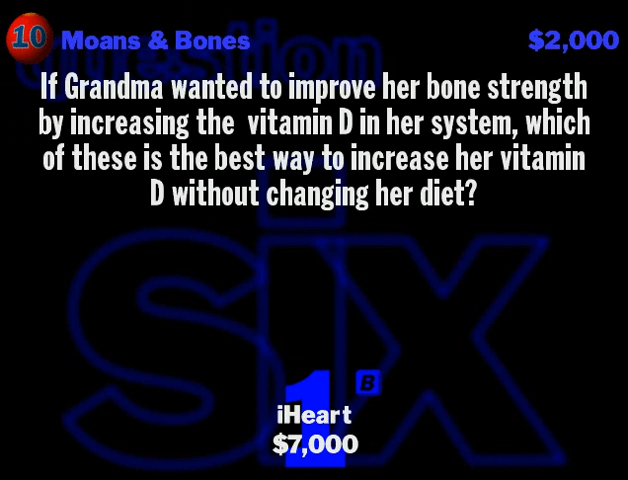 10 Moans & Bones $2,000
question
If Grandma wanted to improve her bone strength
by increasing the vitamin D in her system, which
of these is the best way to increase her vitamin
D without changing her diet?
six
1 B
iHeart
$7,000